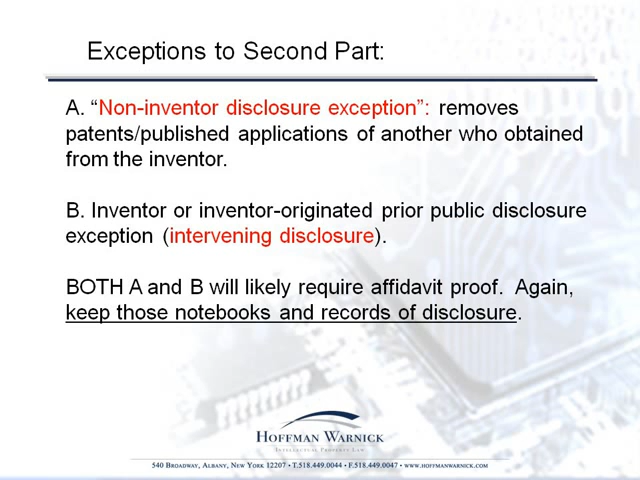 Exceptions to Second Part:
A. “Non-inventor disclosure exception”: removes
patents/published applications of another who obtained
from the inventor.
B. Inventor or inventor-originated prior public disclosure
exception (intervening disclosure).
BOTH A and B will likely require affidavit proof. Again,
keep those notebooks and records of disclosure.
HOFFMAN WARNICK
INTELLECTUAL PROPERTY LAW
540 BROADWAY, ALBANY, NEW YORK 12207 • T.518.449.0044 • F.518.449.0047 • WWW.HOFFMANWARNICK.COM